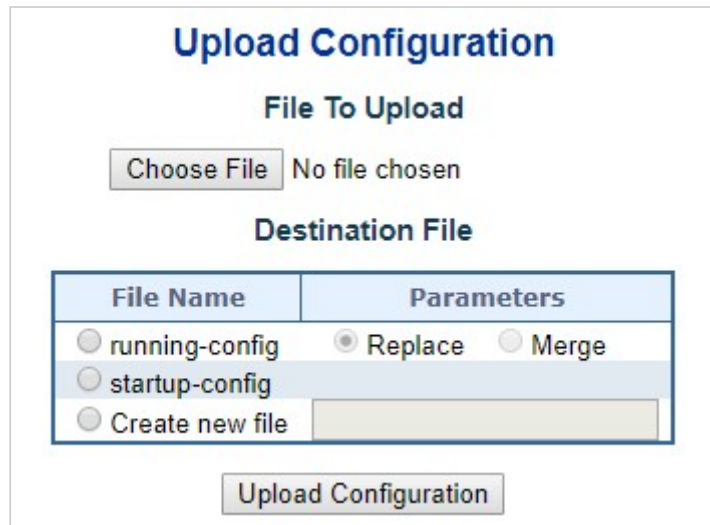 Upload Configuration
File To Upload
Choose File No file chosen
Destination File
File Name Parameters
running-config Replace Merge
startup-config
Create new file
Upload Configuration